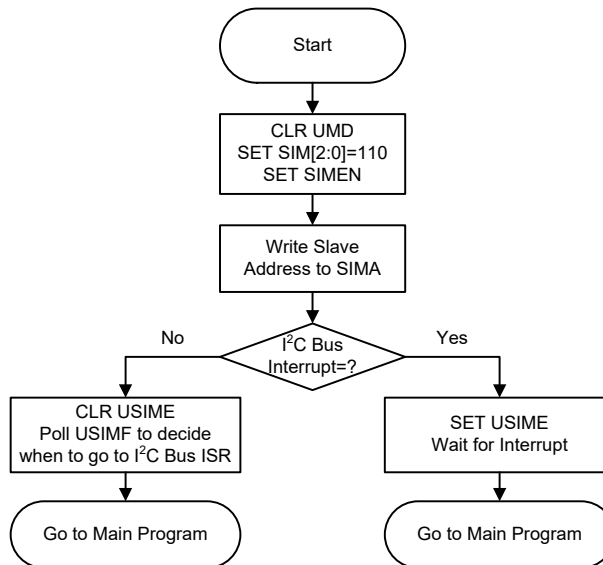 Start
CLR UMD
SET SIM[2:0]=110
SET SIMEN
Write Slave
Address to SIMA
No
I²C Bus
Interrupt=?
Yes
CLR USIME
Poll USIMF to decide
when to go to I²C Bus ISR
SET USIME
Wait for Interrupt
Go to Main Program
Go to Main Program